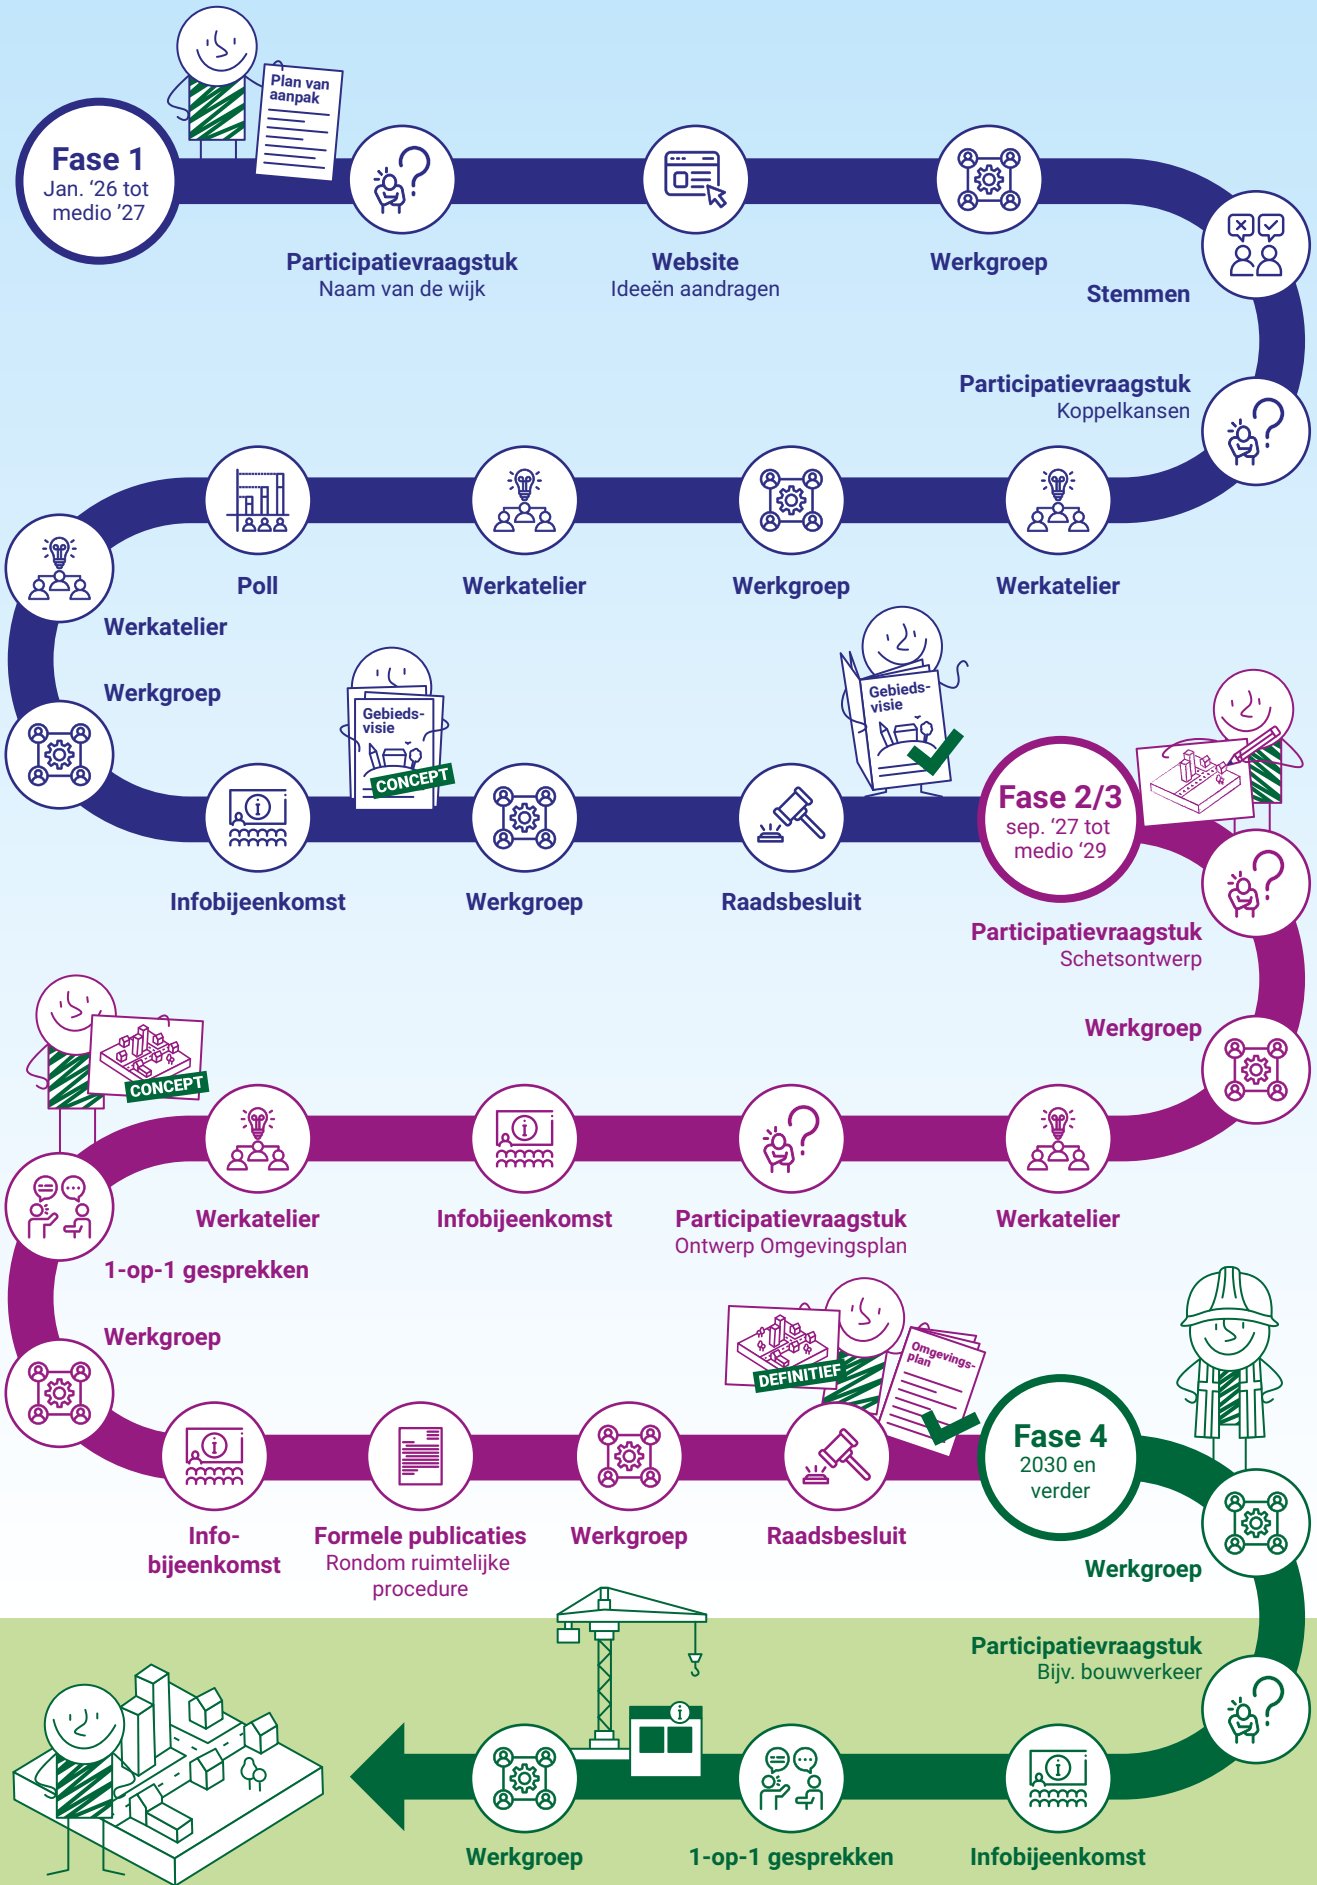 Plan van
aanpak
Fase 1
Jan. ‘26 tot
medio ’27
Participatievraagstuk
Naam van de wijk
Website
Ideeën aandragen
Werkgroep
Stemmen
Participatievraagstuk
Koppelkansen
Werkatelier
Werkgroep
Werkatelier
Poll
Werkatelier
Werkgroep
Infobijeenkomst
Gebieds-
visie
CONCEPT
Werkgroep
Raadsbesluit
Gebieds-
visie
Fase 2/3
sep. ‘27 tot
medio ‘29
Participatievraagstuk
Schetsontwerp
Werkgroep
Werkatelier
Participatievraagstuk
Ontwerp Omgevingsplan
Infobijeenkomst
Werkatelier
CONCEPT
1-op-1 gesprekken
Werkgroep
Info-
bijeenkomst
Formele publicaties
Rondom ruimtelijke
procedure
Werkgroep
Raadsbesluit
DEFINITIEF
Omgevings-
plan
Fase 4
2030 en
verder
Werkgroep
Participatievraagstuk
Bijv. bouwverkeer
Infobijeenkomst
1-op-1 gesprekken
Werkgroep